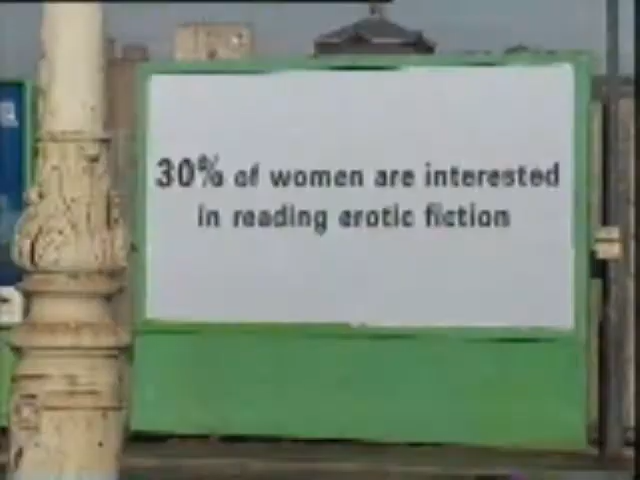 30% of women are interested
in reading erotic fiction